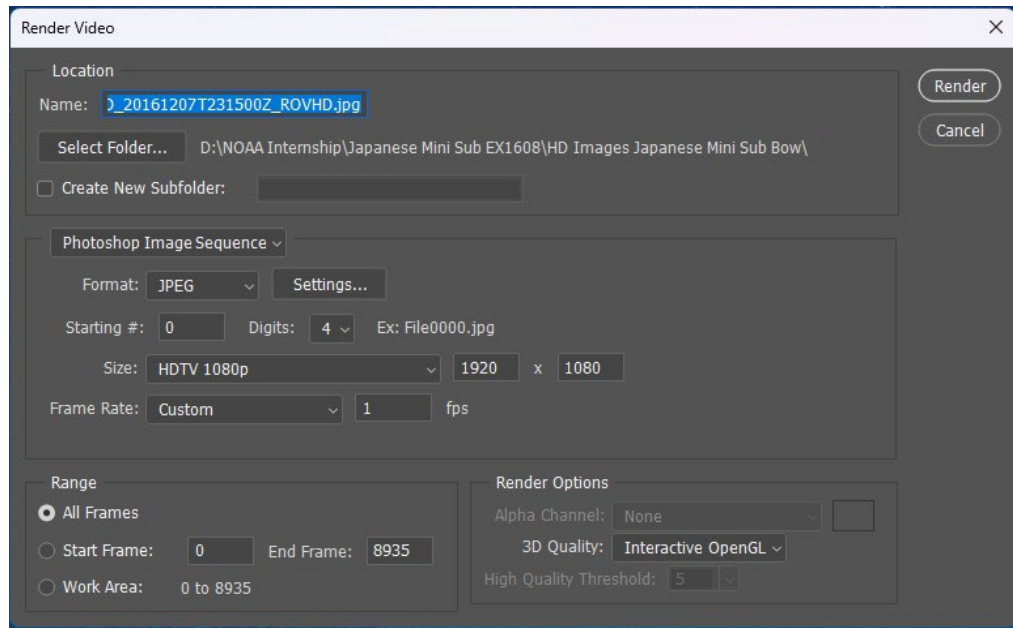 Render Video
Location
Name: D_20161207T231500Z_ROVHD.jpg
Render
Select Folder... D:\NOAA Internship\Japanese Mini Sub EX1608\HD Images Japanese Mini Sub Bow\
Cancel
Create New Subfolder:
Photoshop Image Sequence
Format: JPEG Settings...
Starting #: 0 Digits: 4 Ex: File0000.jpg
Size: HDTV 1080p 1920 x 1080
Frame Rate: Custom 1 fps
Range
All Frames
Start Frame: 0 End Frame: 8935
Work Area: 0 to 8935
Render Options
Alpha Channel: None
3D Quality: Interactive OpenGL
High Quality Threshold: 5